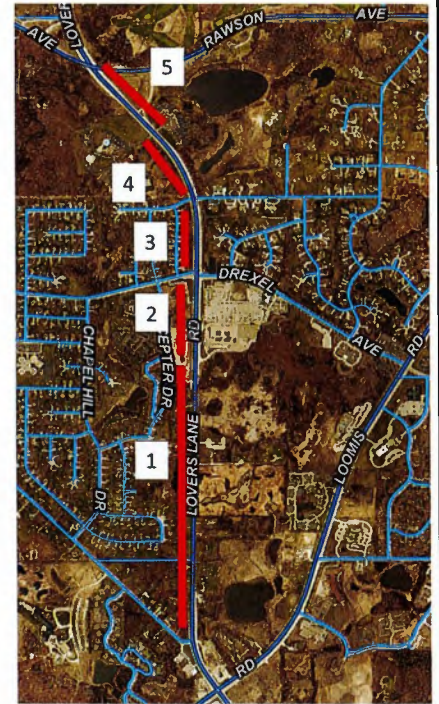 AVE
RAWSON
AVE
LOVER
5
4
3
DREXEL
2
RD
AVE
RD
CHAPEL HILL
EPTER DR
LOVERS LANE
LOOMIS
1
DR
RD